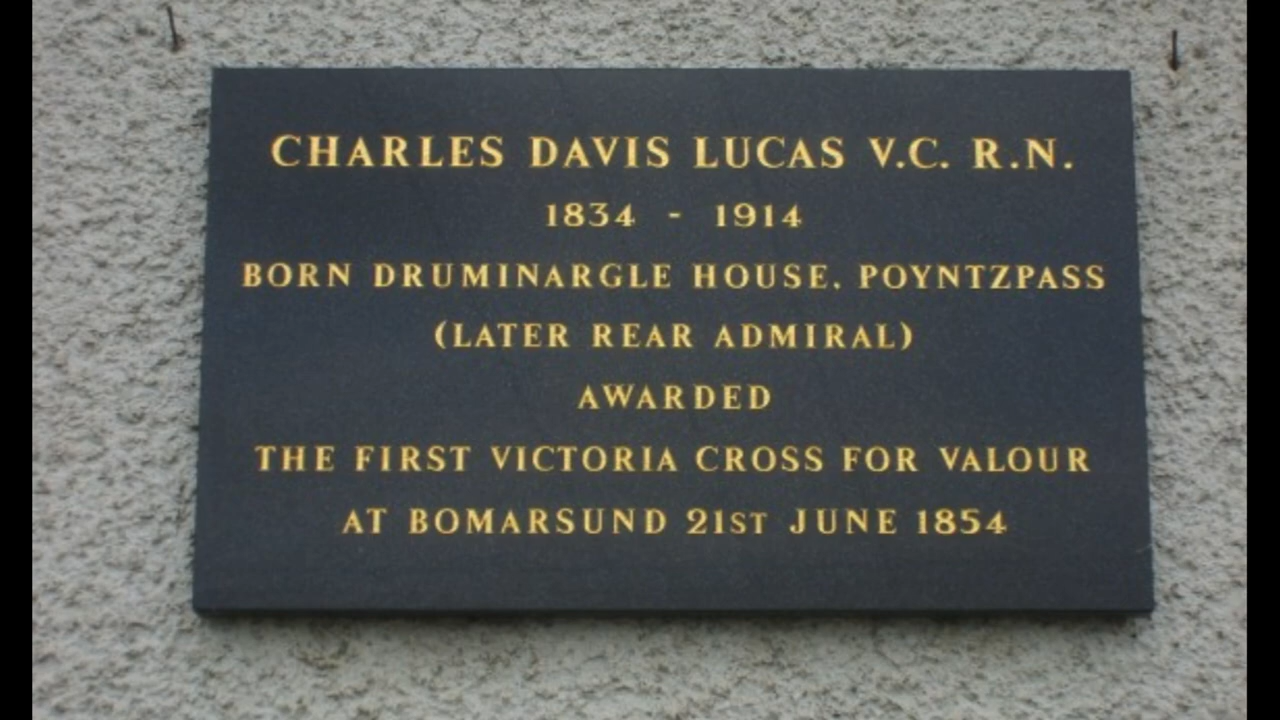 CHARLES DAVIS LUCAS V.C. R.N.
1834 - 1914
BORN DRUMINARGLE HOUSE. POYNTZPASS
(LATER REAR ADMIRAL)
AWARDED
THE FIRST VICTORIA CROSS FOR VALOUR
AT BOMARSUND 21ST JUNE 1854